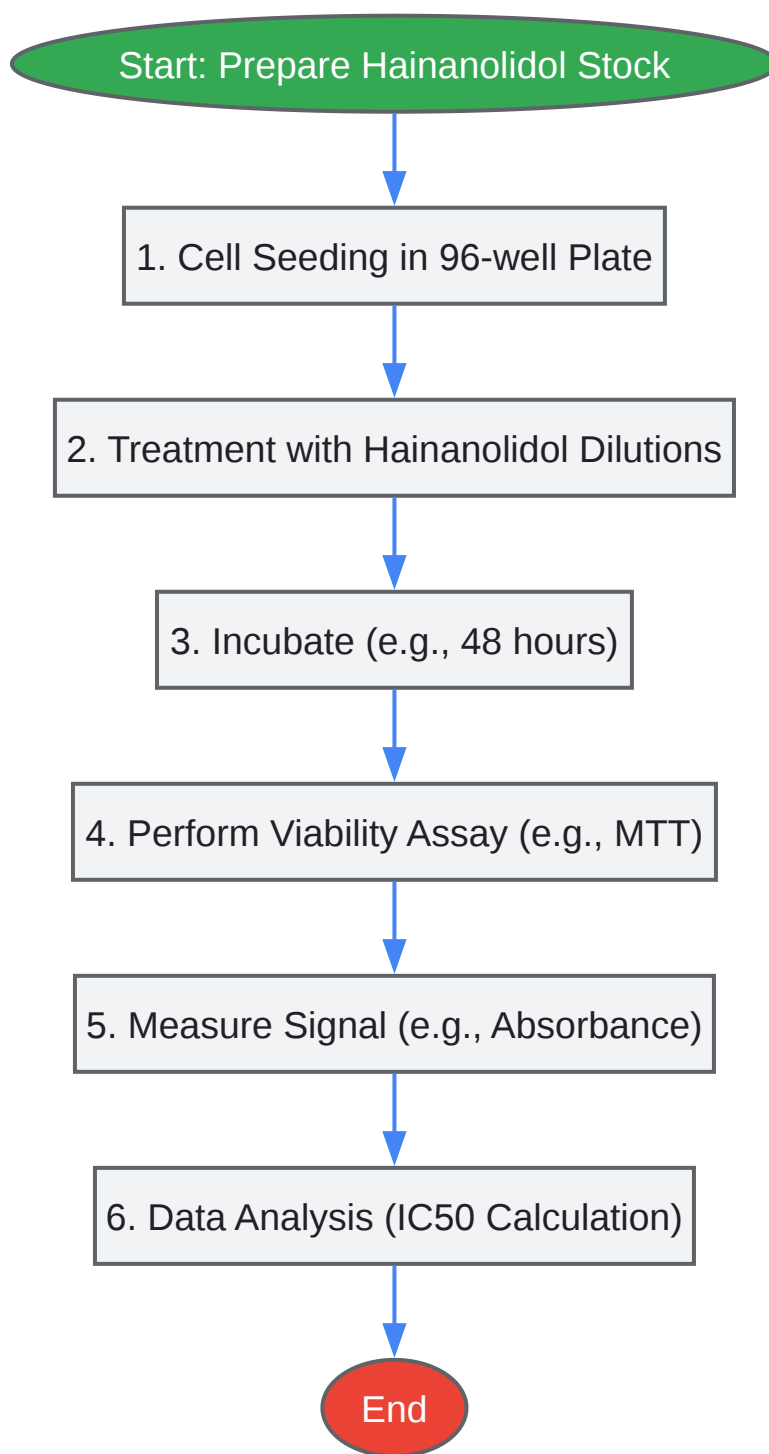 Start: Prepare Hainanolidol Stock
1. Cell Seeding in 96-well Plate
2. Treatment with Hainanolidol Dilutions
3. Incubate (e.g., 48 hours)
4. Perform Viability Assay (e.g., MTT)
5. Measure Signal (e.g., Absorbance)
6. Data Analysis (IC50 Calculation)
End